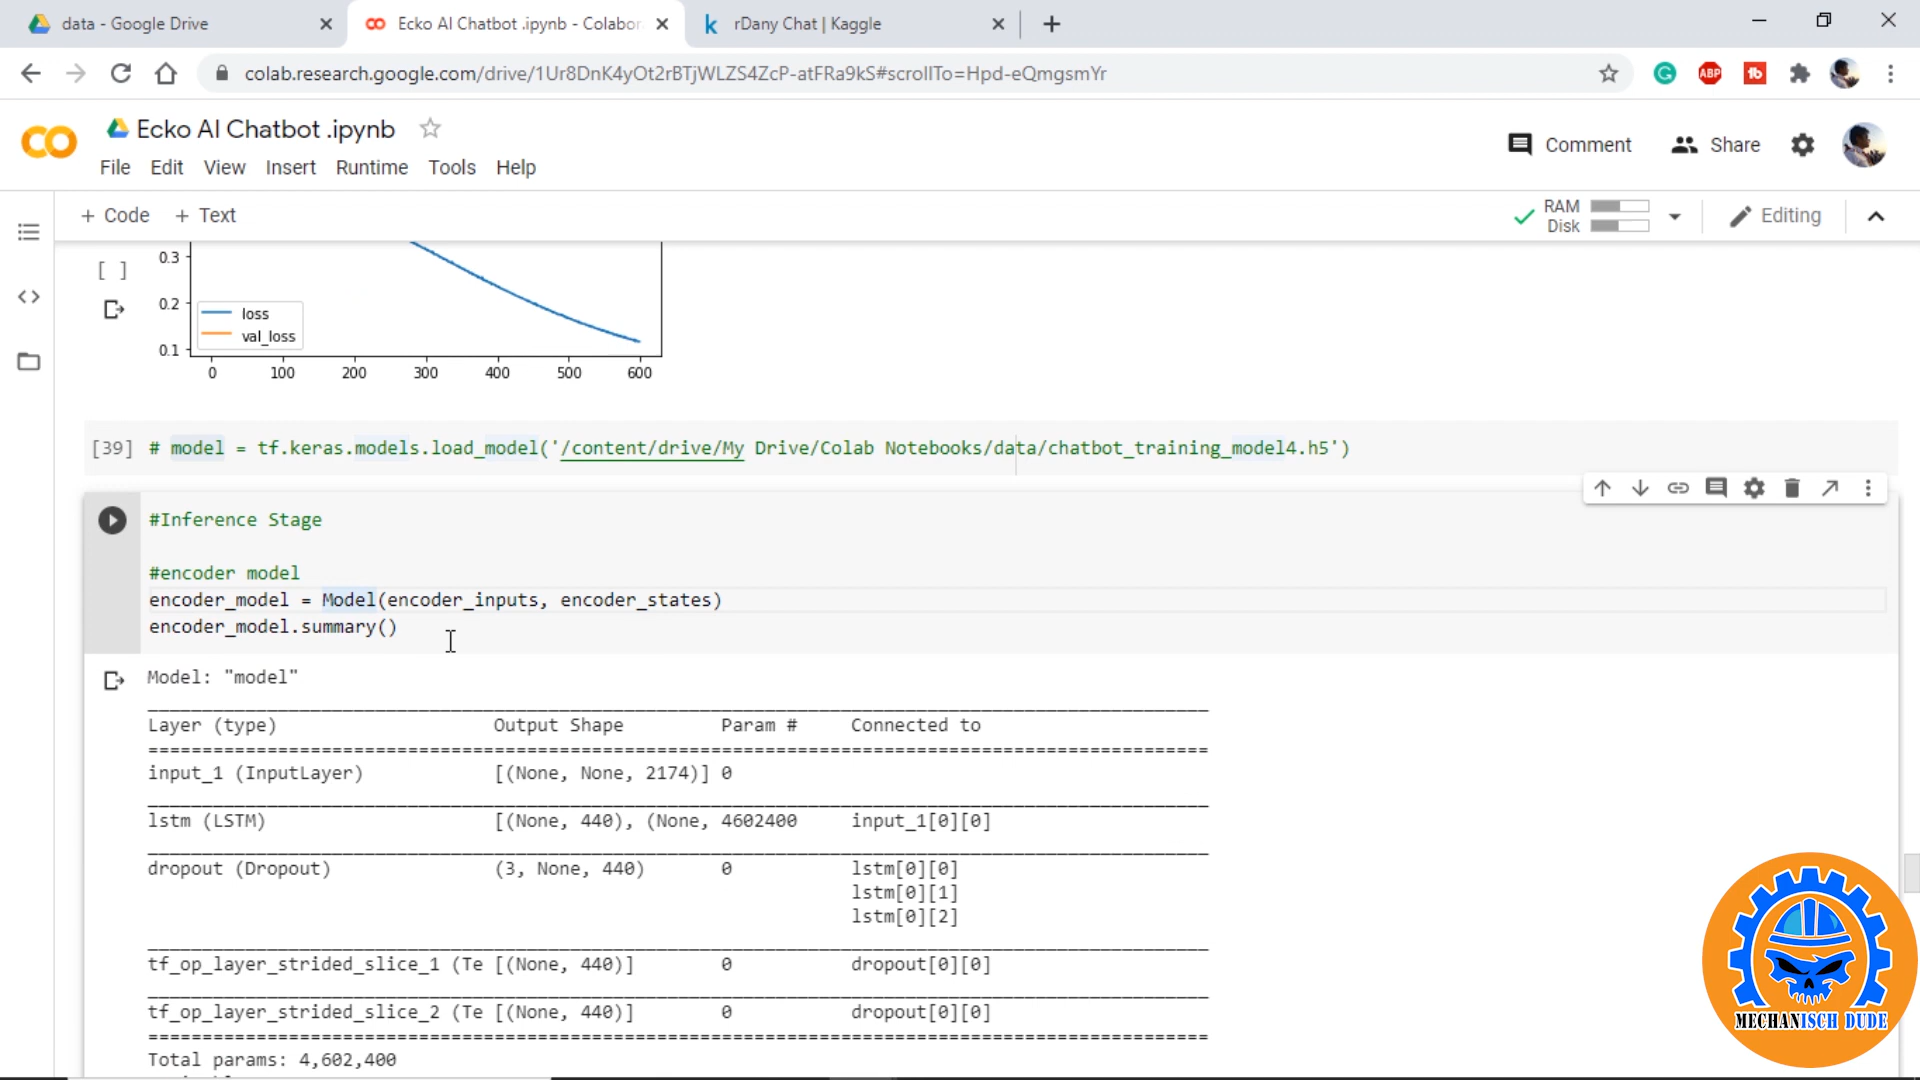 data - Google Drive
Ecko AI Chatbot .ipynb - Colabor
rDany Chat | Kaggle
colab.research.google.com/drive/1Ur8DnK4yOt2rBTjWLZS4ZcP-atFRa9kS#scrollTo=Hpd-eQmgsmYr
ABP
Ecko AI Chatbot .ipynb
Comment
Share
File Edit View Insert Runtime Tools Help
+ Code + Text
RAM
Disk
Editing
[ ]
0.3
0.2
0.1
loss
val_loss
0 100 200 300 400 500 600
[39] # model = tf.keras.models.load_model('/content/drive/My Drive/Colab Notebooks/data/chatbot_training_model4.h5')
#Inference Stage
#encoder model
encoder_model = Model(encoder_inputs, encoder_states)
encoder_model.summary()
Model: "model"
Layer (type) Output Shape Param # Connected to
input_1 (InputLayer) [(None, None, 2174)] 0
lstm (LSTM) [(None, 440), (None, 4602400 input_1[0][0]
dropout (Dropout) (3, None, 440) 0 lstm[0][0]
lstm[0][1]
lstm[0][2]
tf_op_layer_strided_slice_1 (Te [(None, 440)] 0 dropout[0][0]
tf_op_layer_strided_slice_2 (Te [(None, 440)] 0 dropout[0][0]
Total params: 4,602,400
MECHANISCH DUDE